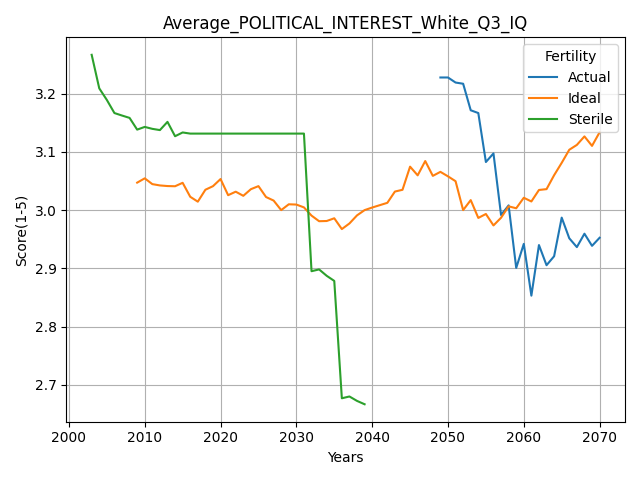 Average_POLITICAL_INTEREST_White_Q3_IQ
Fertility
Actual
Ideal
Sterile
Score(1-5)
3.2
3.1
3.0
2.9
2.8
2.7
2000 2010 2020 2030 2040 2050 2060 2070
Years